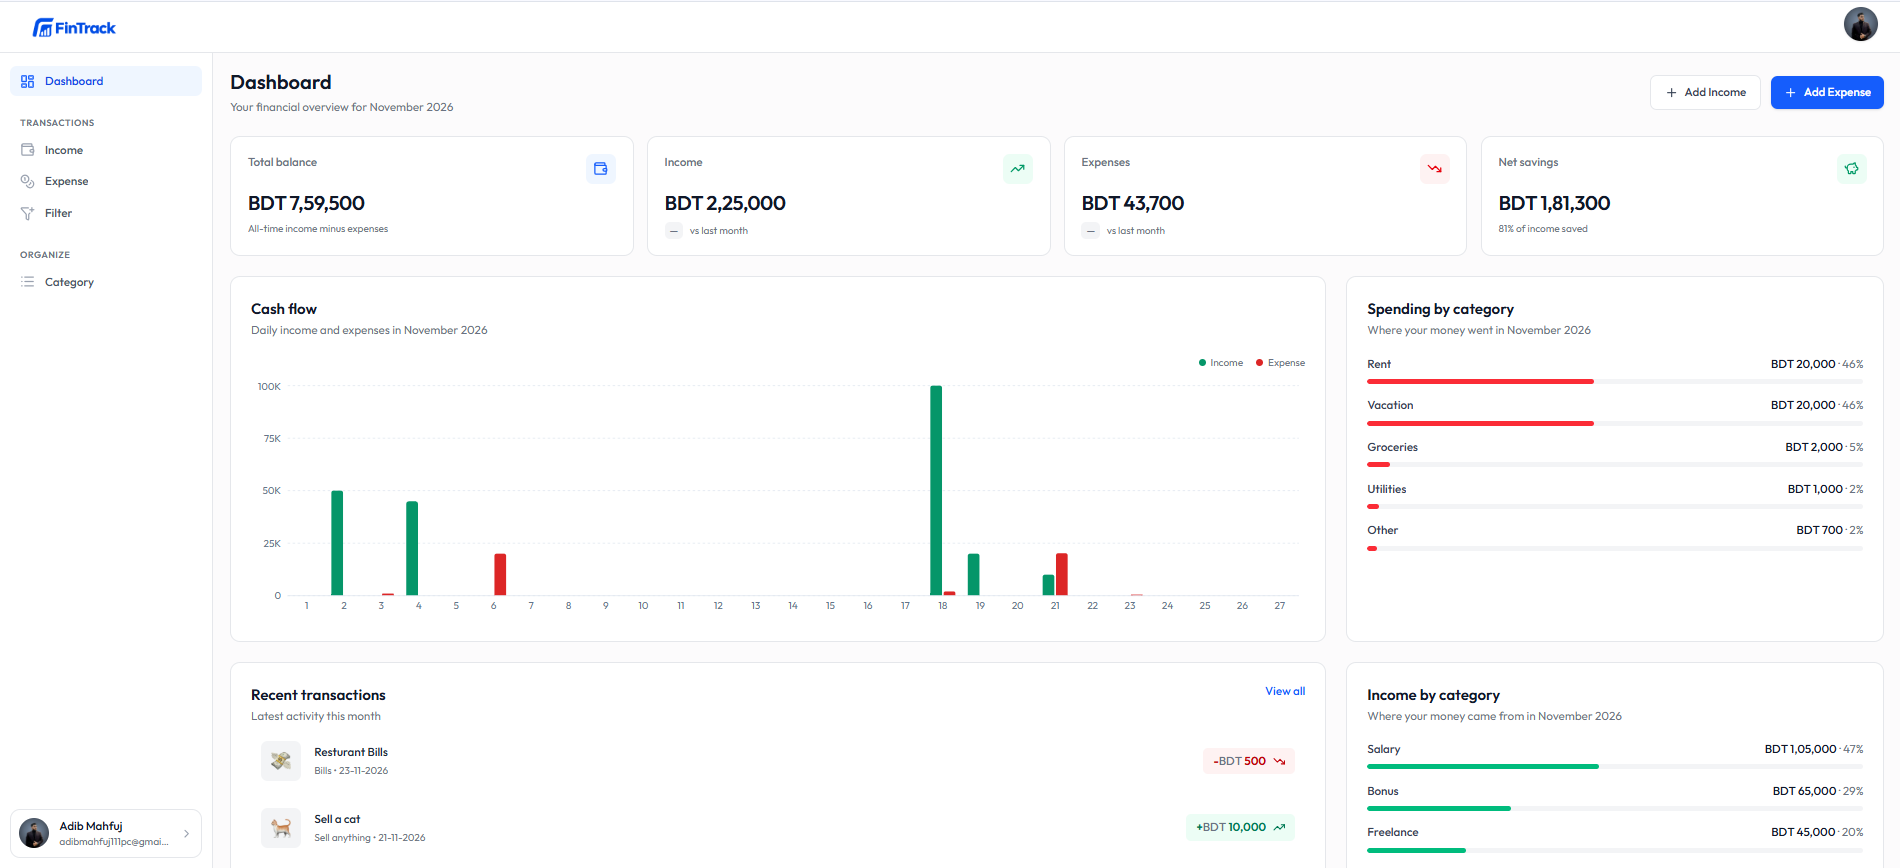 FinTrack
Dashboard
TRANSACTIONS
Income
Expense
Filter
ORGANIZE
Category
Adib Mahfuj
adibmahfuj111pc@gmai...
Dashboard
Your financial overview for November 2026
+ Add Income
+ Add Expense
Total balance
BDT 7,59,500
All-time income minus expenses
Income
BDT 2,25,000
— vs last month
Expenses
BDT 43,700
— vs last month
Net savings
BDT 1,81,300
81% of income saved
Cash flow
Daily income and expenses in November 2026
Income Expense
100K
75K
50K
25K
0
1 2 3 4 5 6 7 8 9 10 11 12 13 14 15 16 17 18 19 20 21 22 23 24 25 26 27
Spending by category
Where your money went in November 2026
Rent BDT 20,000 · 46%
Vacation BDT 20,000 · 46%
Groceries BDT 2,000 · 5%
Utilities BDT 1,000 · 2%
Other BDT 700 · 2%
Recent transactions
View all
Latest activity this month
Resturant Bills
Bills • 23-11-2026
-BDT 500
Sell a cat
Sell anything • 21-11-2026
+BDT 10,000
Income by category
Where your money came from in November 2026
Salary BDT 1,05,000 · 47%
Bonus BDT 65,000 · 29%
Freelance BDT 45,000 · 20%